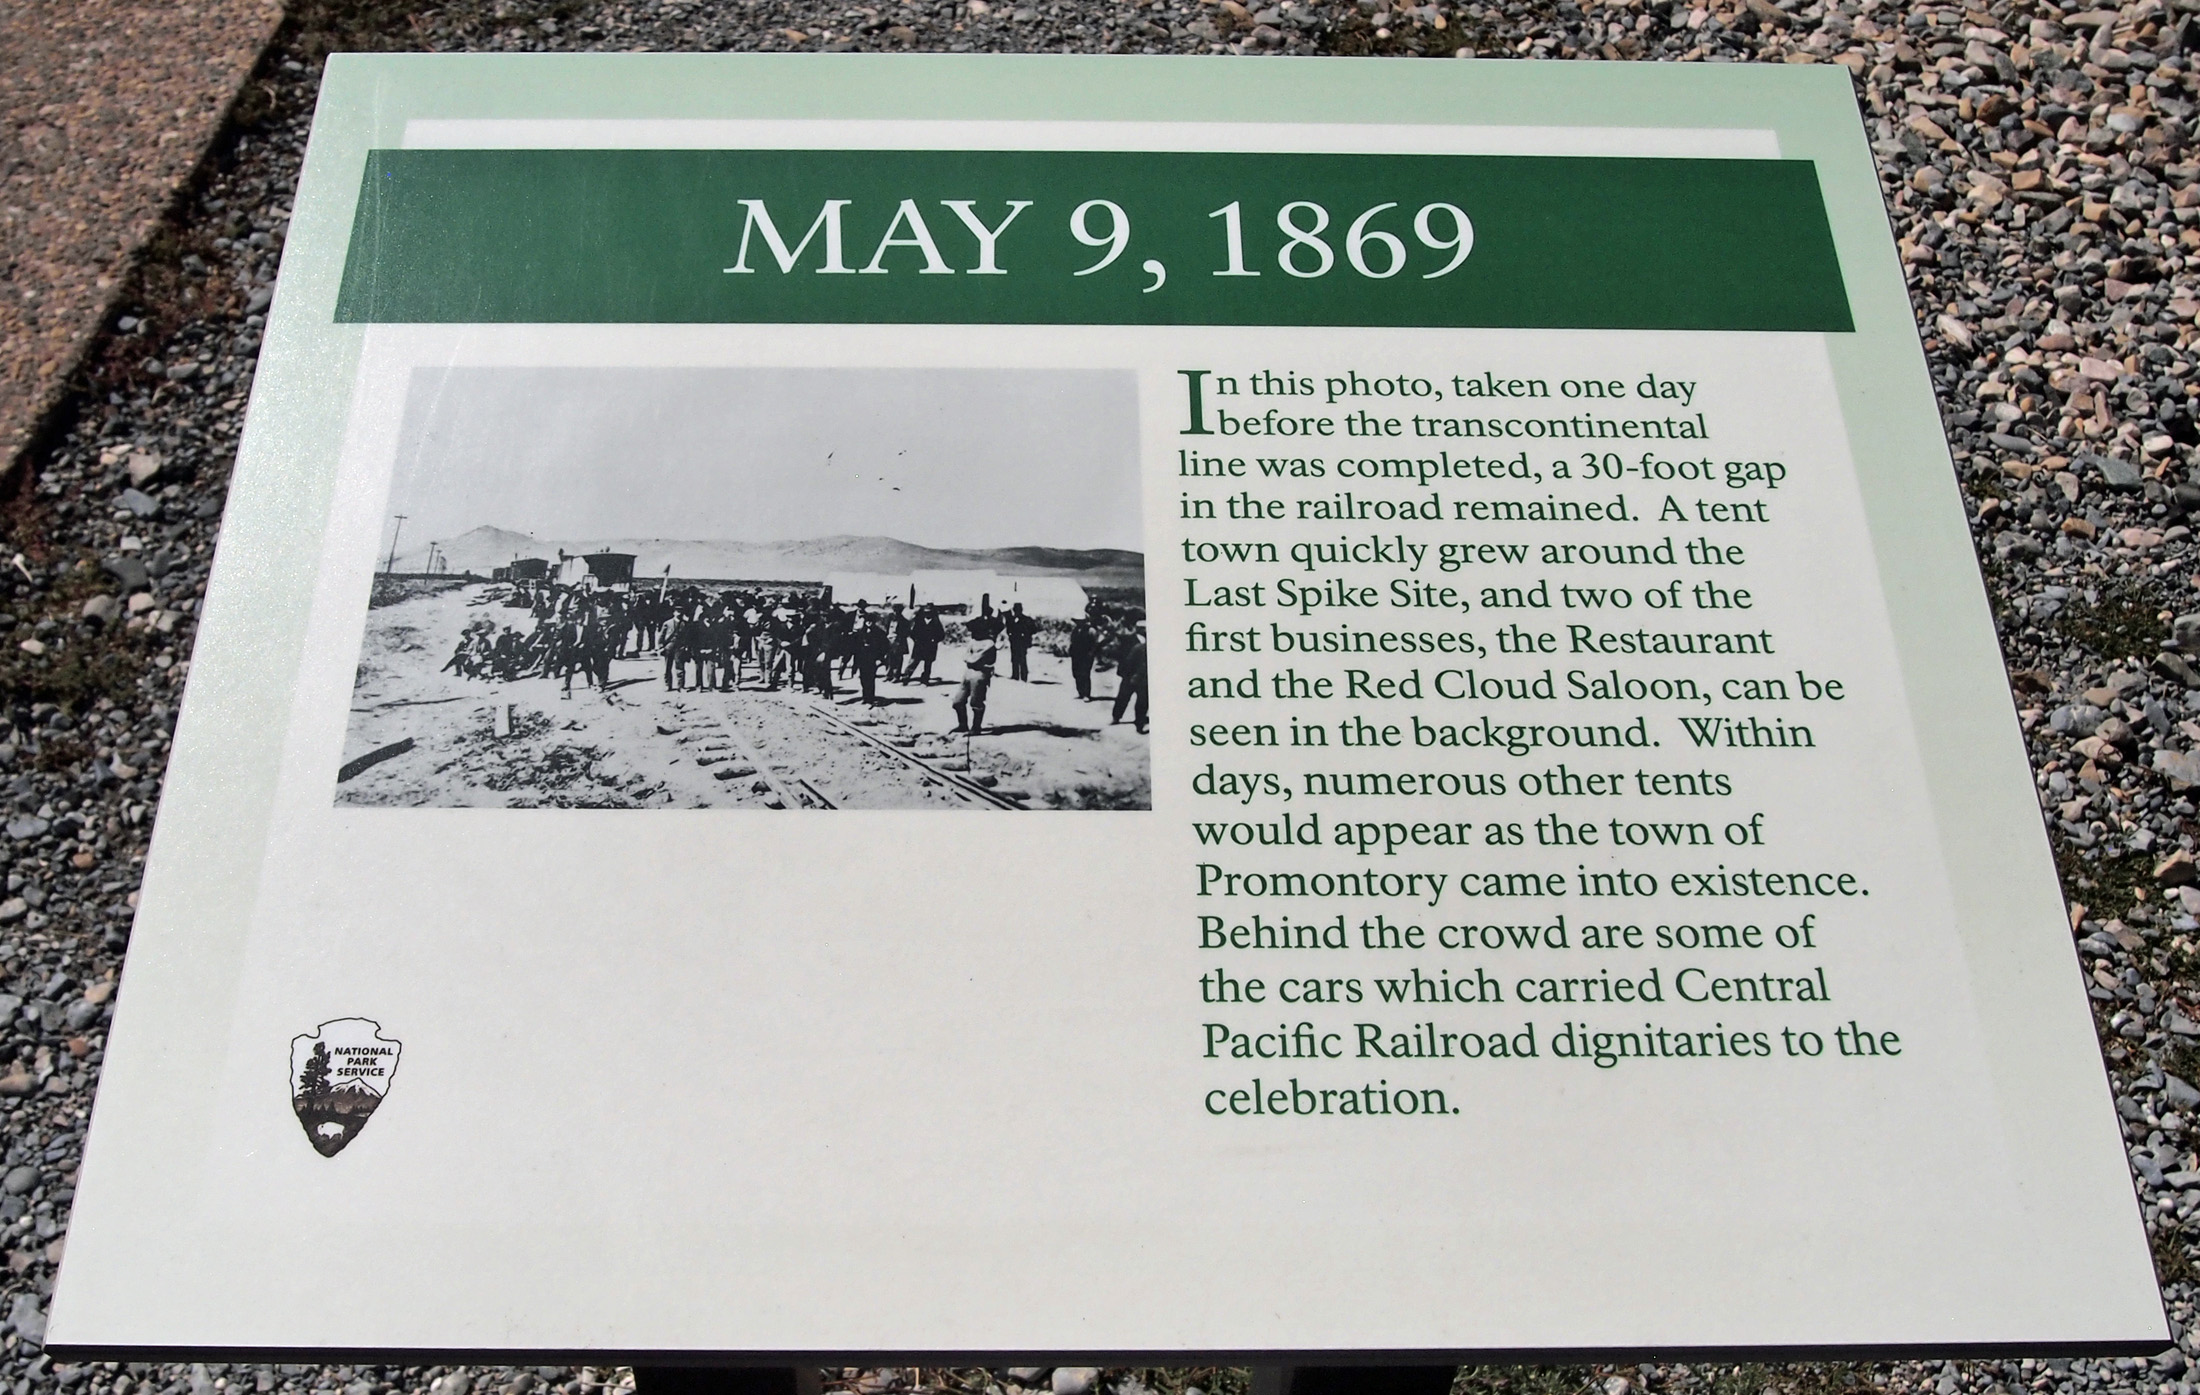 MAY 9, 1869
In this photo, taken one day
before the transcontinental
line was completed, a 30-foot gap
in the railroad remained. A tent
town quickly grew around the
Last Spike Site, and two of the
first businesses, the Restaurant
and the Red Cloud Saloon, can be
seen in the background. Within
days, numerous other tents
would appear as the town of
Promontory came into existence.
Behind the crowd are some of
the cars which carried Central
Pacific Railroad dignitaries to the
celebration.
NATIONAL
PARK
SERVICE